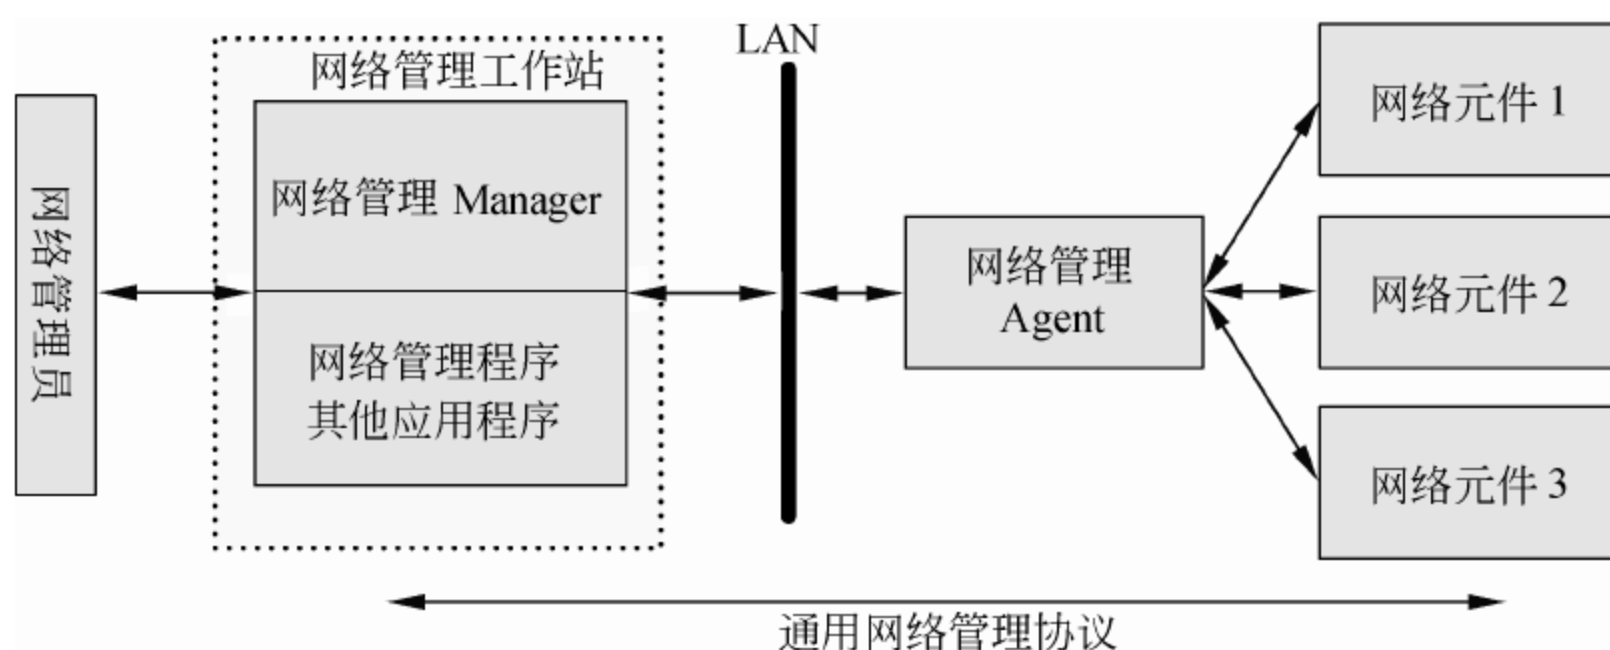 LAN
网络管理工作站
网络管理员
网络管理 Manager
网络管理程序
其他应用程序
网络管理
Agent
网络元件 1
网络元件 2
网络元件 3
通用网络管理协议